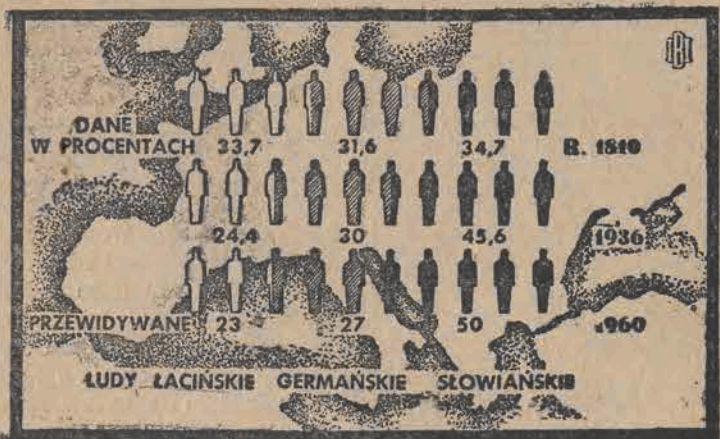 DANE
W PROCENTACH 33,7 31,6 34,7 R. 1810
24,4 30 45,6 1936
PRZEWIDYWANE 23 27 50 1960
LUDY ŁACIŃSKIE GERMAŃSKIE SŁOWIAŃSKIE